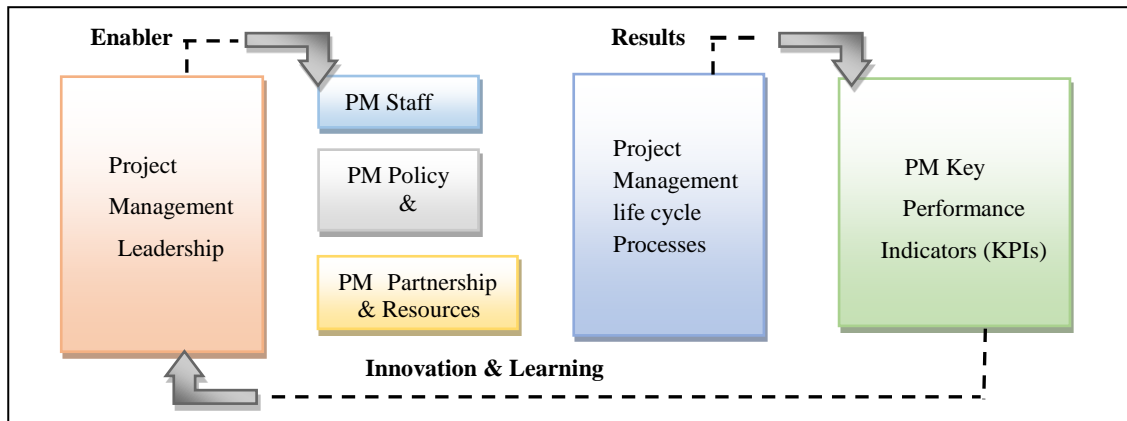 Enabler
Results
Project
Management
Leadership
PM Staff
PM Policy
&
PM Partnership
& Resources
Project
Management
life cycle
Processes
PM Key
Performance
Indicators (KPIs)
Innovation & Learning